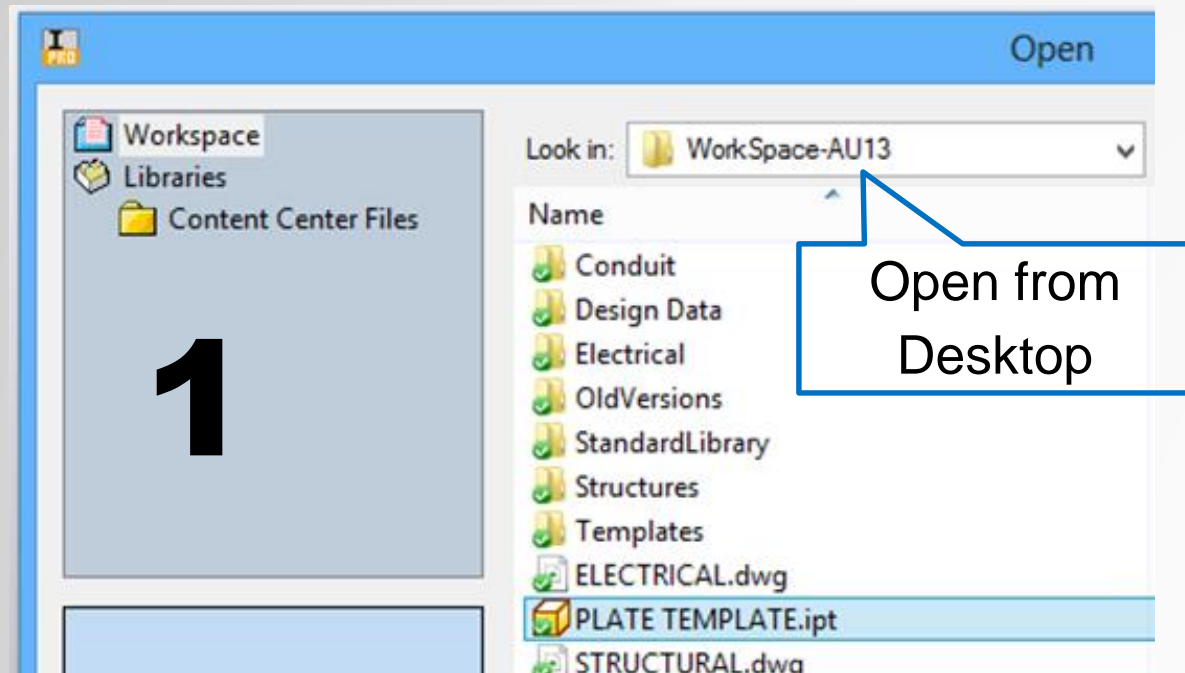 I
PRO
Open
Workspace
Libraries
Content Center Files
1
Look in: WorkSpace-AU13
Name
Conduit
Design Data
Electrical
OldVersions
StandardLibrary
Structures
Templates
ELECTRICAL.dwg
PLATE TEMPLATE.ipt
STRUCTURAL.dwg
Open from
Desktop